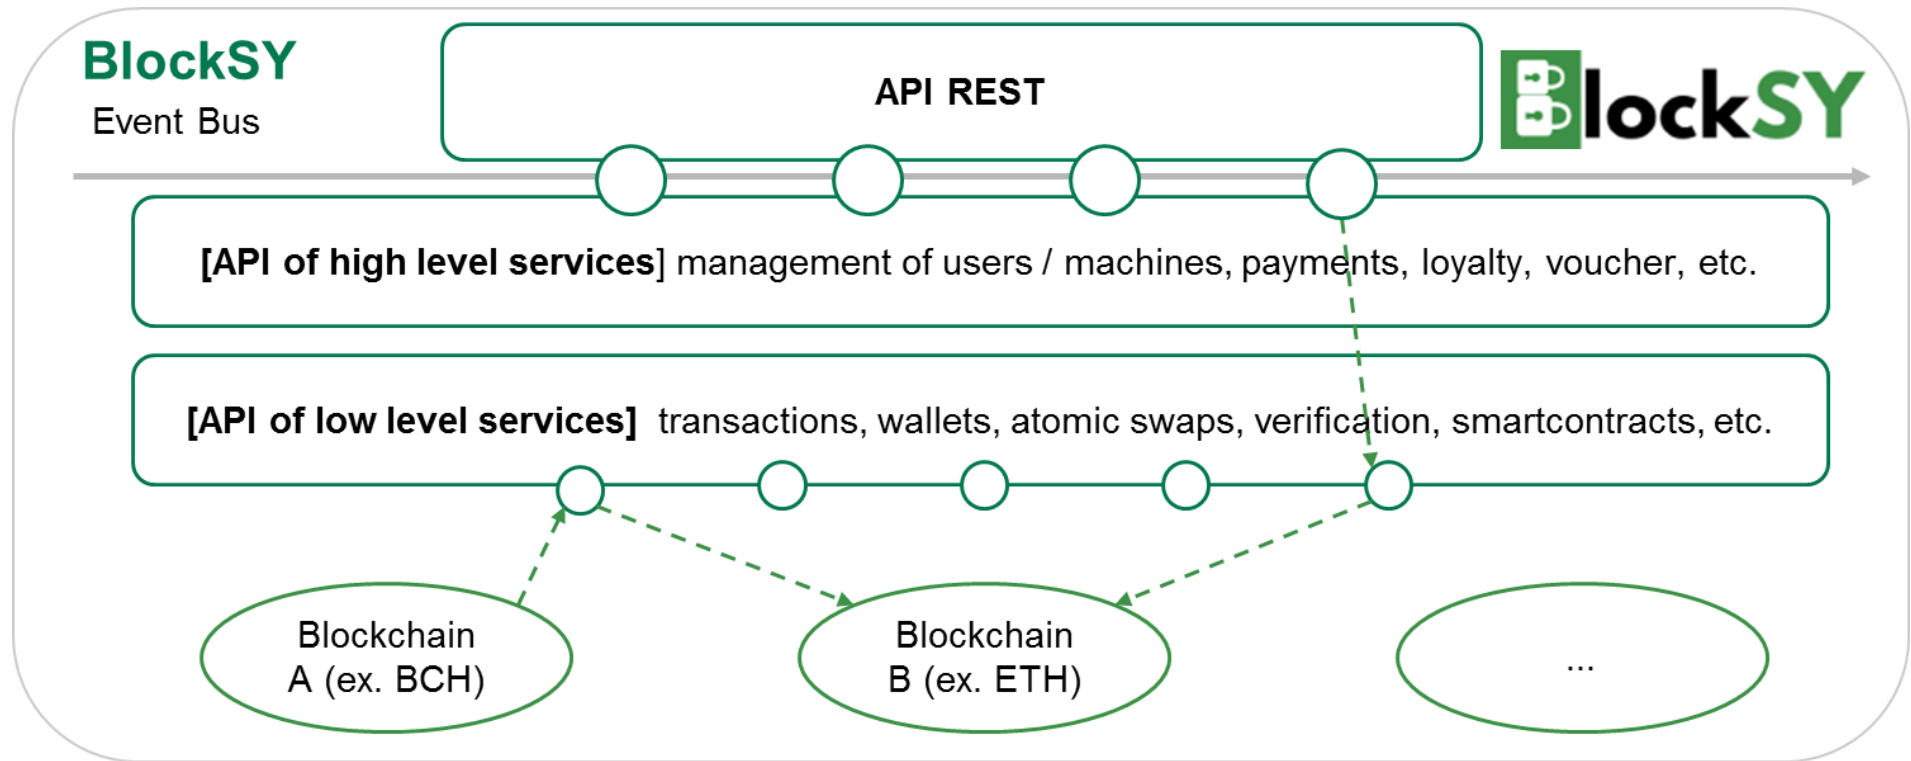 BlockSY
Event Bus
API REST
BlockSY
[API of high level services] management of users / machines, payments, loyalty, voucher, etc.
[API of low level services] transactions, wallets, atomic swaps, verification, smartcontracts, etc.
Blockchain
A (ex. BCH)
Blockchain
B (ex. ETH)
...